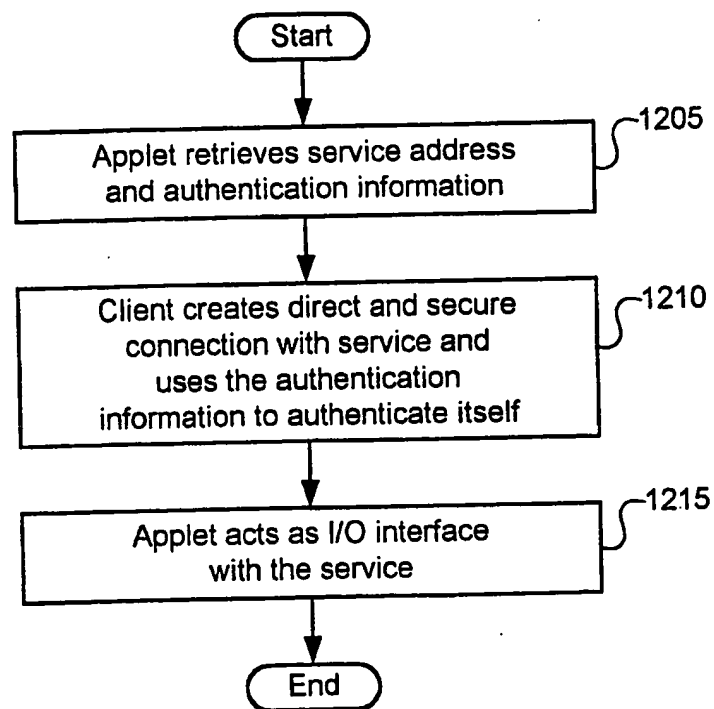 Start
1205
Applet retrieves service address
and authentication information
1210
Client creates direct and secure
connection with service and
uses the authentication
information to authenticate itself
1215
Applet acts as I/O interface
with the service
End